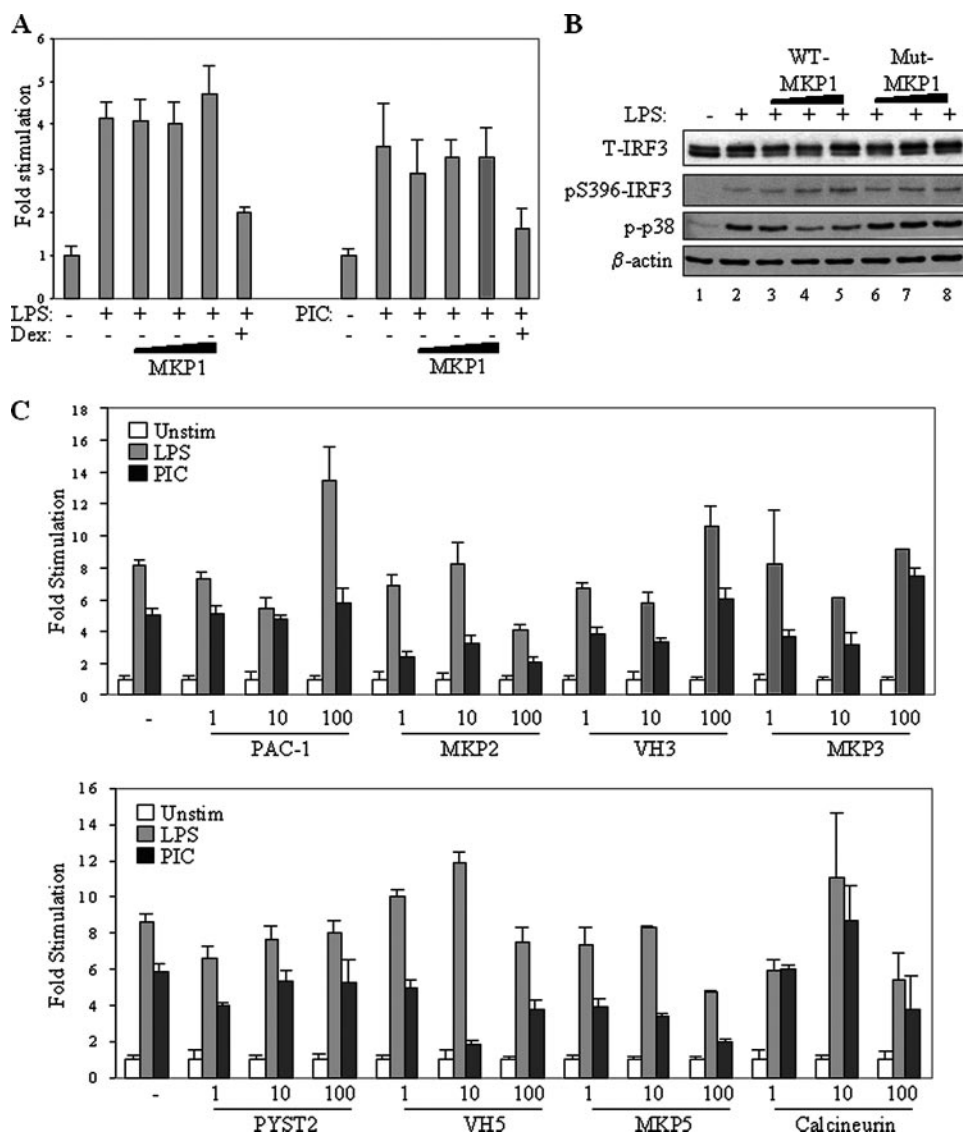 A
Fold stimulation
6
5
4
3
2
1
0
LPS: - + + + + +
Dex: - - - - - +
MKP1
PIC: - + + + + +
- - - - - +
MKP1
B
WT-MKP1
Mut-MKP1
LPS: - + + + + + + +
T-IRF3
pS396-IRF3
p-p38
β-actin
1 2 3 4 5 6 7 8
C
Fold Stimulation
18
16
14
12
10
8
6
4
2
0
Unstim
LPS
PIC
- 1 10 100 1 10 100 1 10 100 1 10 100
PAC-1 MKP2 VH3 MKP3
Fold Stimulation
16
14
12
10
8
6
4
2
0
Unstim
LPS
PIC
- 1 10 100 1 10 100 1 10 100 1 10 100
PYST2 VH5 MKP5 Calcineurin